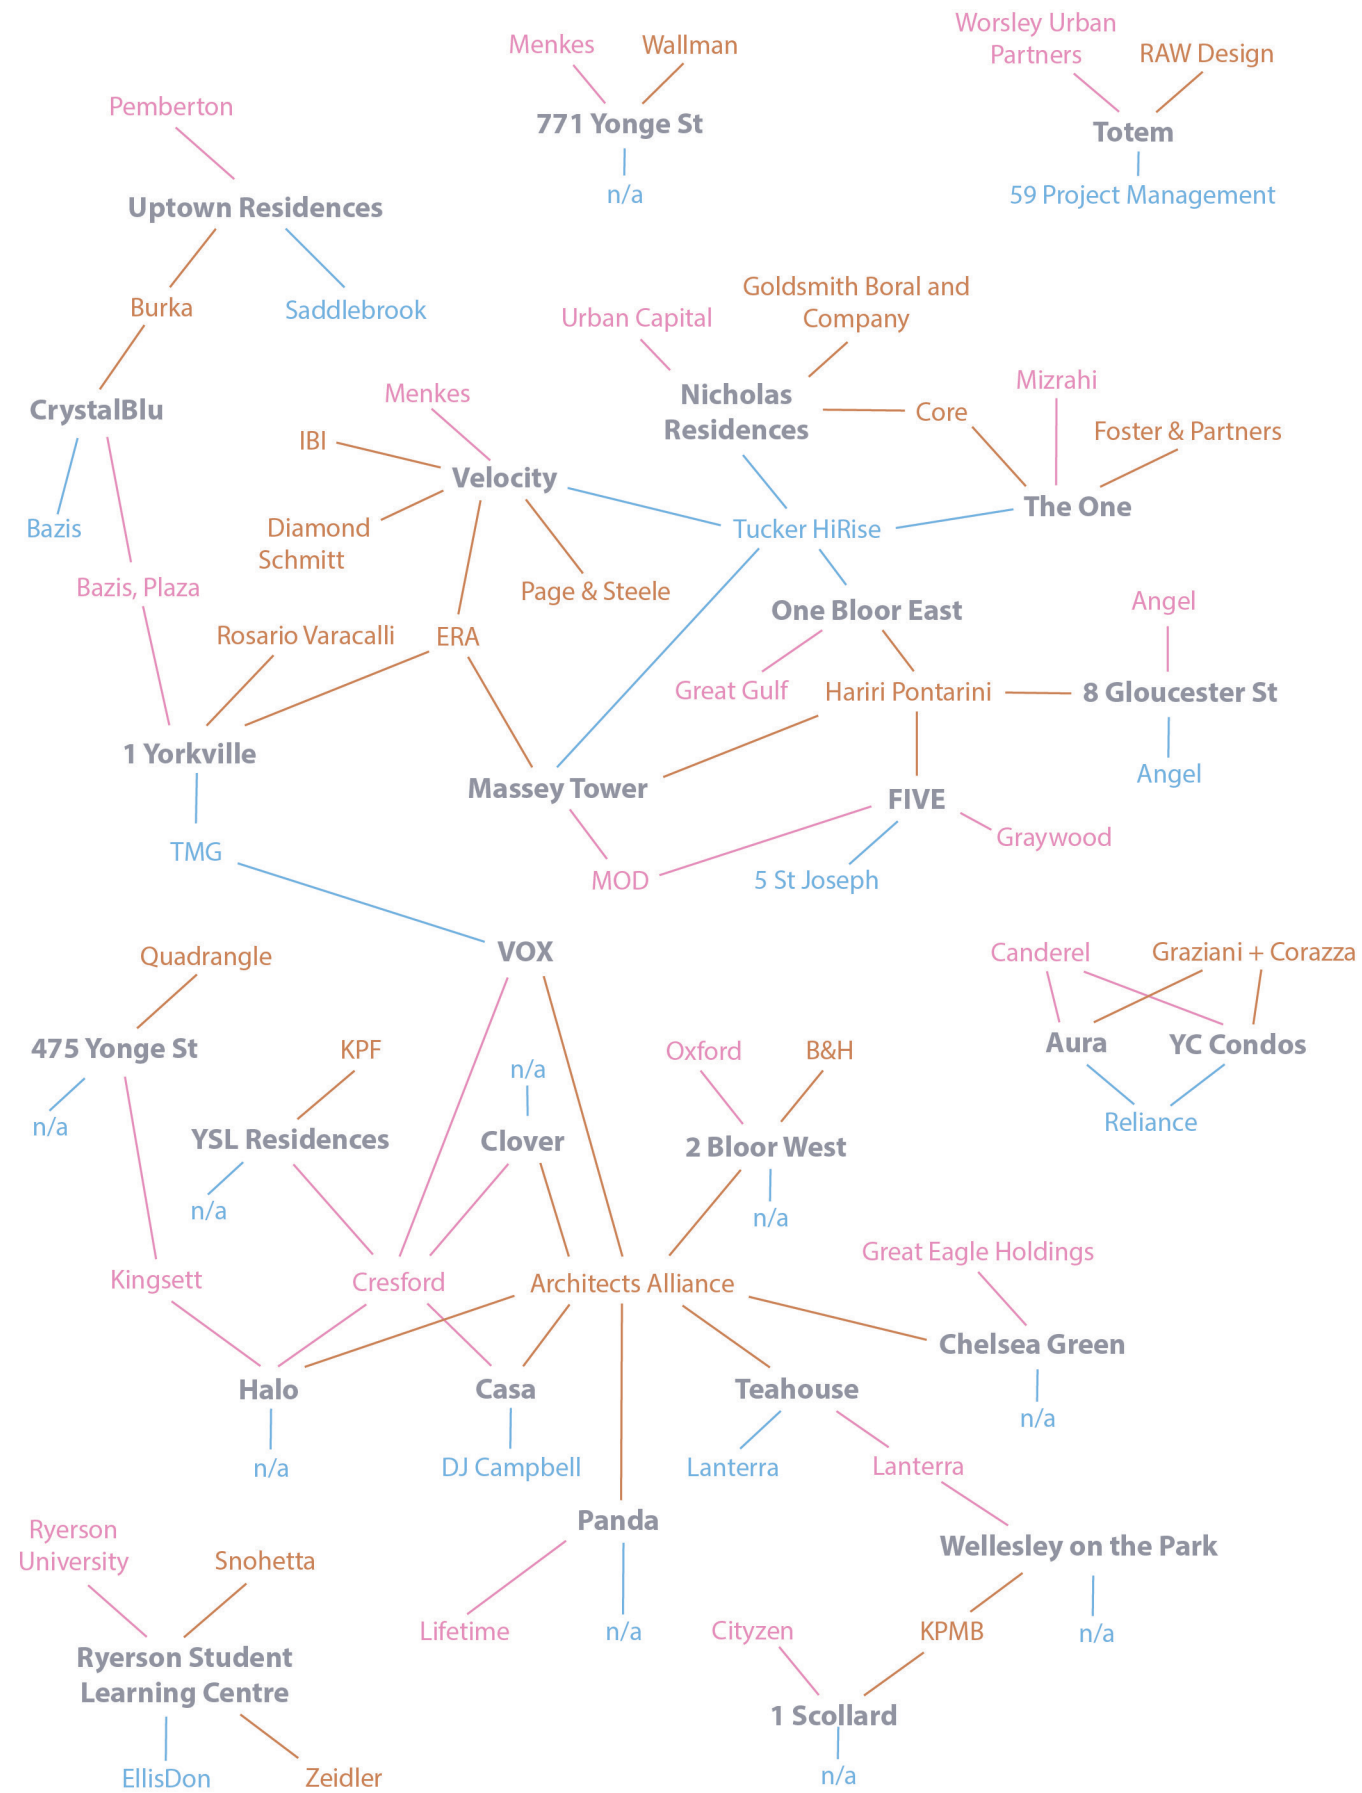 Worsley Urban
Partners
Menkes
Wallman
RAW Design
Pemberton
771 Yonge St
Totem
n/a
59 Project Management
Uptown Residences
Goldsmith Boral and
Company
Burka
Saddlebrook
Urban Capital
Mizrahi
Menkes
Nicholas
Residences
CrystalBlu
Core
IBI
Foster & Partners
Velocity
The One
Bazis
Diamond
Schmitt
Tucker HiRise
Bazis, Plaza
Page & Steele
One Bloor East
Angel
Rosario Varacalli
ERA
Great Gulf
Hariri Pontarini
8 Gloucester St
1 Yorkville
Angel
Massey Tower
FIVE
Graywood
TMG
MOD
5 St Joseph
VOX
Quadrangle
Canderel
Graziani + Corazza
475 Yonge St
KPF
Oxford
B&H
Aura
YC Condos
n/a
n/a
Reliance
YSL Residences
Clover
2 Bloor West
n/a
n/a
Great Eagle Holdings
Kingsett
Cresford
Architects Alliance
Chelsea Green
Halo
Casa
Teahouse
n/a
n/a
DJ Campbell
Lanterra
Lanterra
Panda
Ryerson
University
Snohetta
Wellesley on the Park
Lifetime
n/a
Cityzen
KPMB
n/a
Ryerson Student
Learning Centre
1 Scollard
EllisDon
Zeidler
n/a